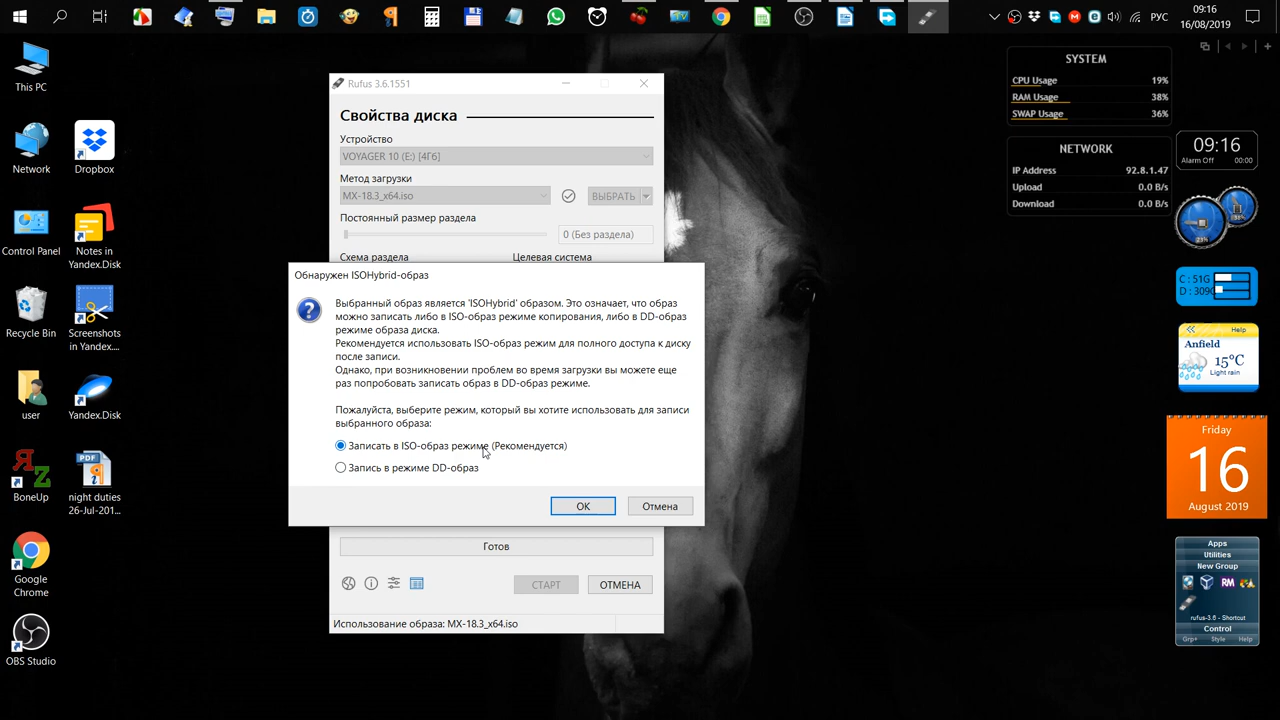 09:16
РУС
16/08/2019
This PC
Network
Dropbox
Control Panel
Notes in
Yandex.Disk
Recycle Bin
Screenshots
in Yandex....
user
Yandex.Disk
BoneUp
PDF
night duties
26-Jul-201...
Google
Chrome
OBS Studio
Rufus 3.6.1551
Свойства диска
Устройство
VOYAGER 10 (E:) [4Гб]
Метод загрузки
MX-18.3_x64.iso
ВЫБРАТЬ
Постоянный размер раздела
0 (Без раздела)
Схема раздела
Целевая система
Обнаружен ISOHybrid-образ
Выбранный образ является 'ISOHybrid' образом. Это означает, что образ
можно записать либо в ISO-образ режиме копирования, либо в DD-образ
режиме образа диска.
Рекомендуется использовать ISO-образ режим для полного доступа к диску
после записи.
Однако, при возникновении проблем во время загрузки вы можете еще
раз попробовать записать образ в DD-образ режиме.
Пожалуйста, выберите режим, который вы хотите использовать для записи
выбранного образа:
Записать в ISO-образ режиме (Рекомендуется)
Запись в режиме DD-образ
OK
Отмена
Готов
СТАРТ
ОТМЕНА
Использование образа: MX-18.3_x64.iso
SYSTEM
CPU Usage 19%
RAM Usage 38%
SWAP Usage 36%
NETWORK
IP Address 92.8.1.47
Upload 0.0 B/s
Download 0.0 B/s
09:16
Alarm Off 00:00
C: 51G
D: 309G
Help
Anfield
15°C
Light rain
Friday
16
August 2019
Apps
Utilities
New Group
RM
rufus-3.6 - Shortcut
Control
Grp+ Style Help